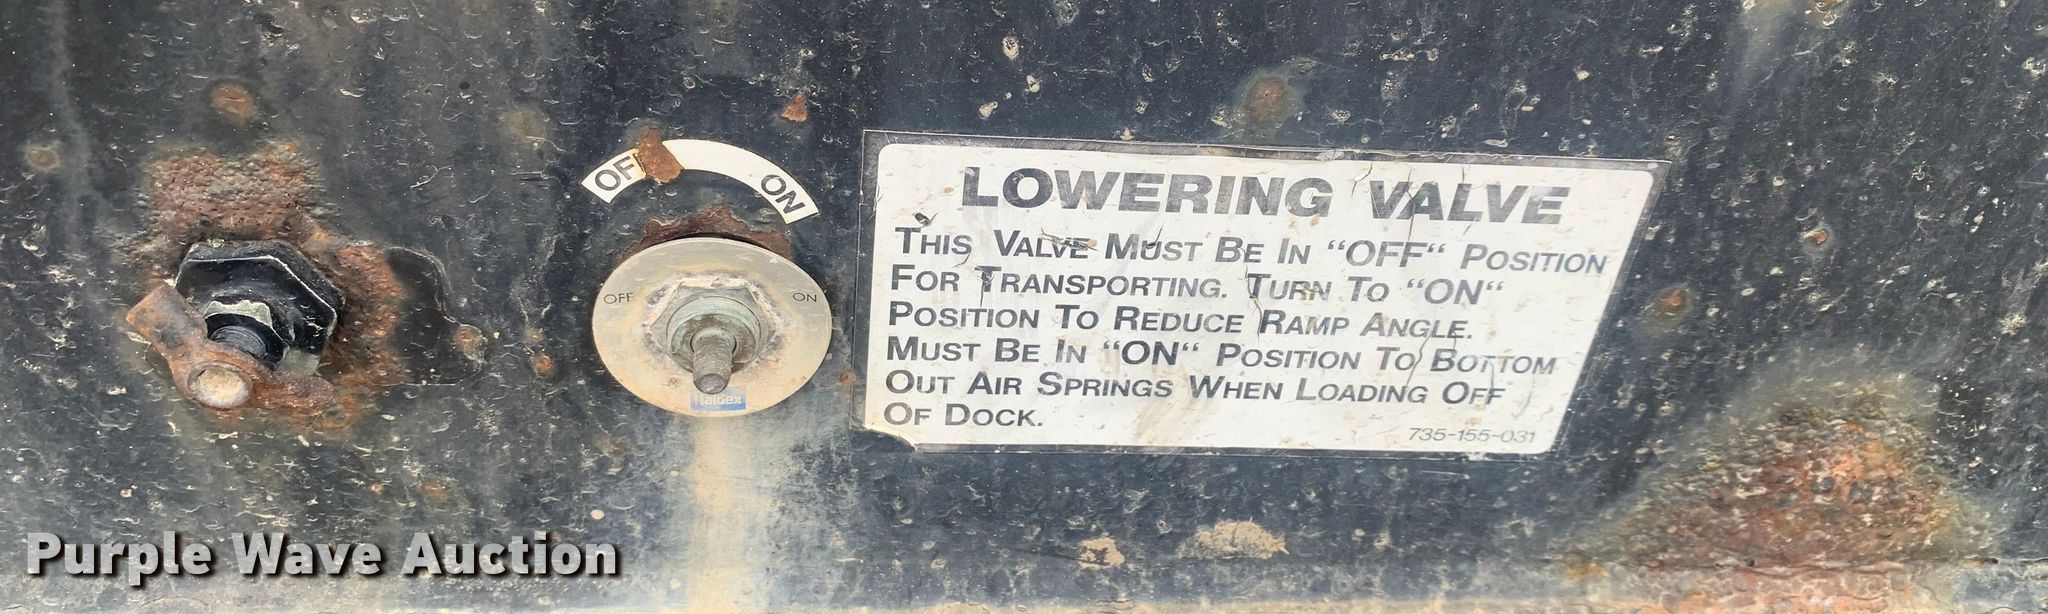 OFF
ON
OFF
ON
Haldex
LOWERING VALVE
THIS VALVE MUST BE IN "OFF" POSITION
FOR TRANSPORTING. TURN TO "ON"
POSITION TO REDUCE RAMP ANGLE.
MUST BE IN "ON" POSITION TO BOTTOM
OUT AIR SPRINGS WHEN LOADING OFF
OF DOCK.
735-155-031
Purple Wave Auction